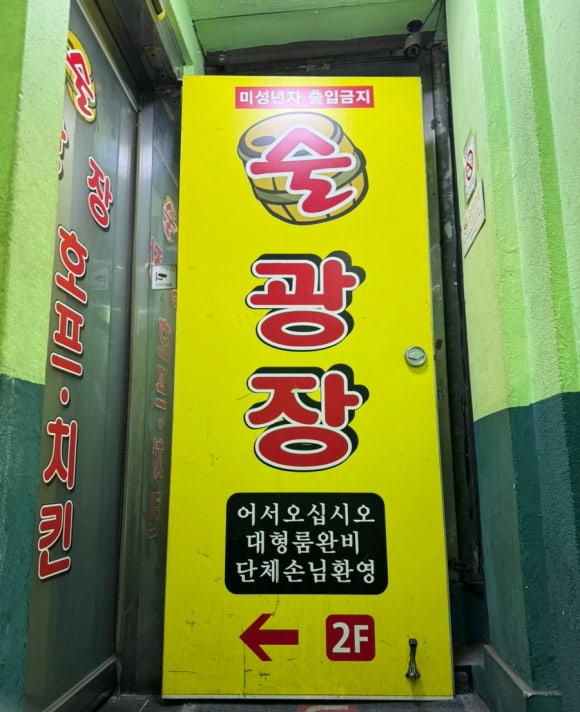 미성년자 출입금지
술
광
장
어서오십시오
대형룸완비
단체손님환영
2F
술
장
호프·치킨